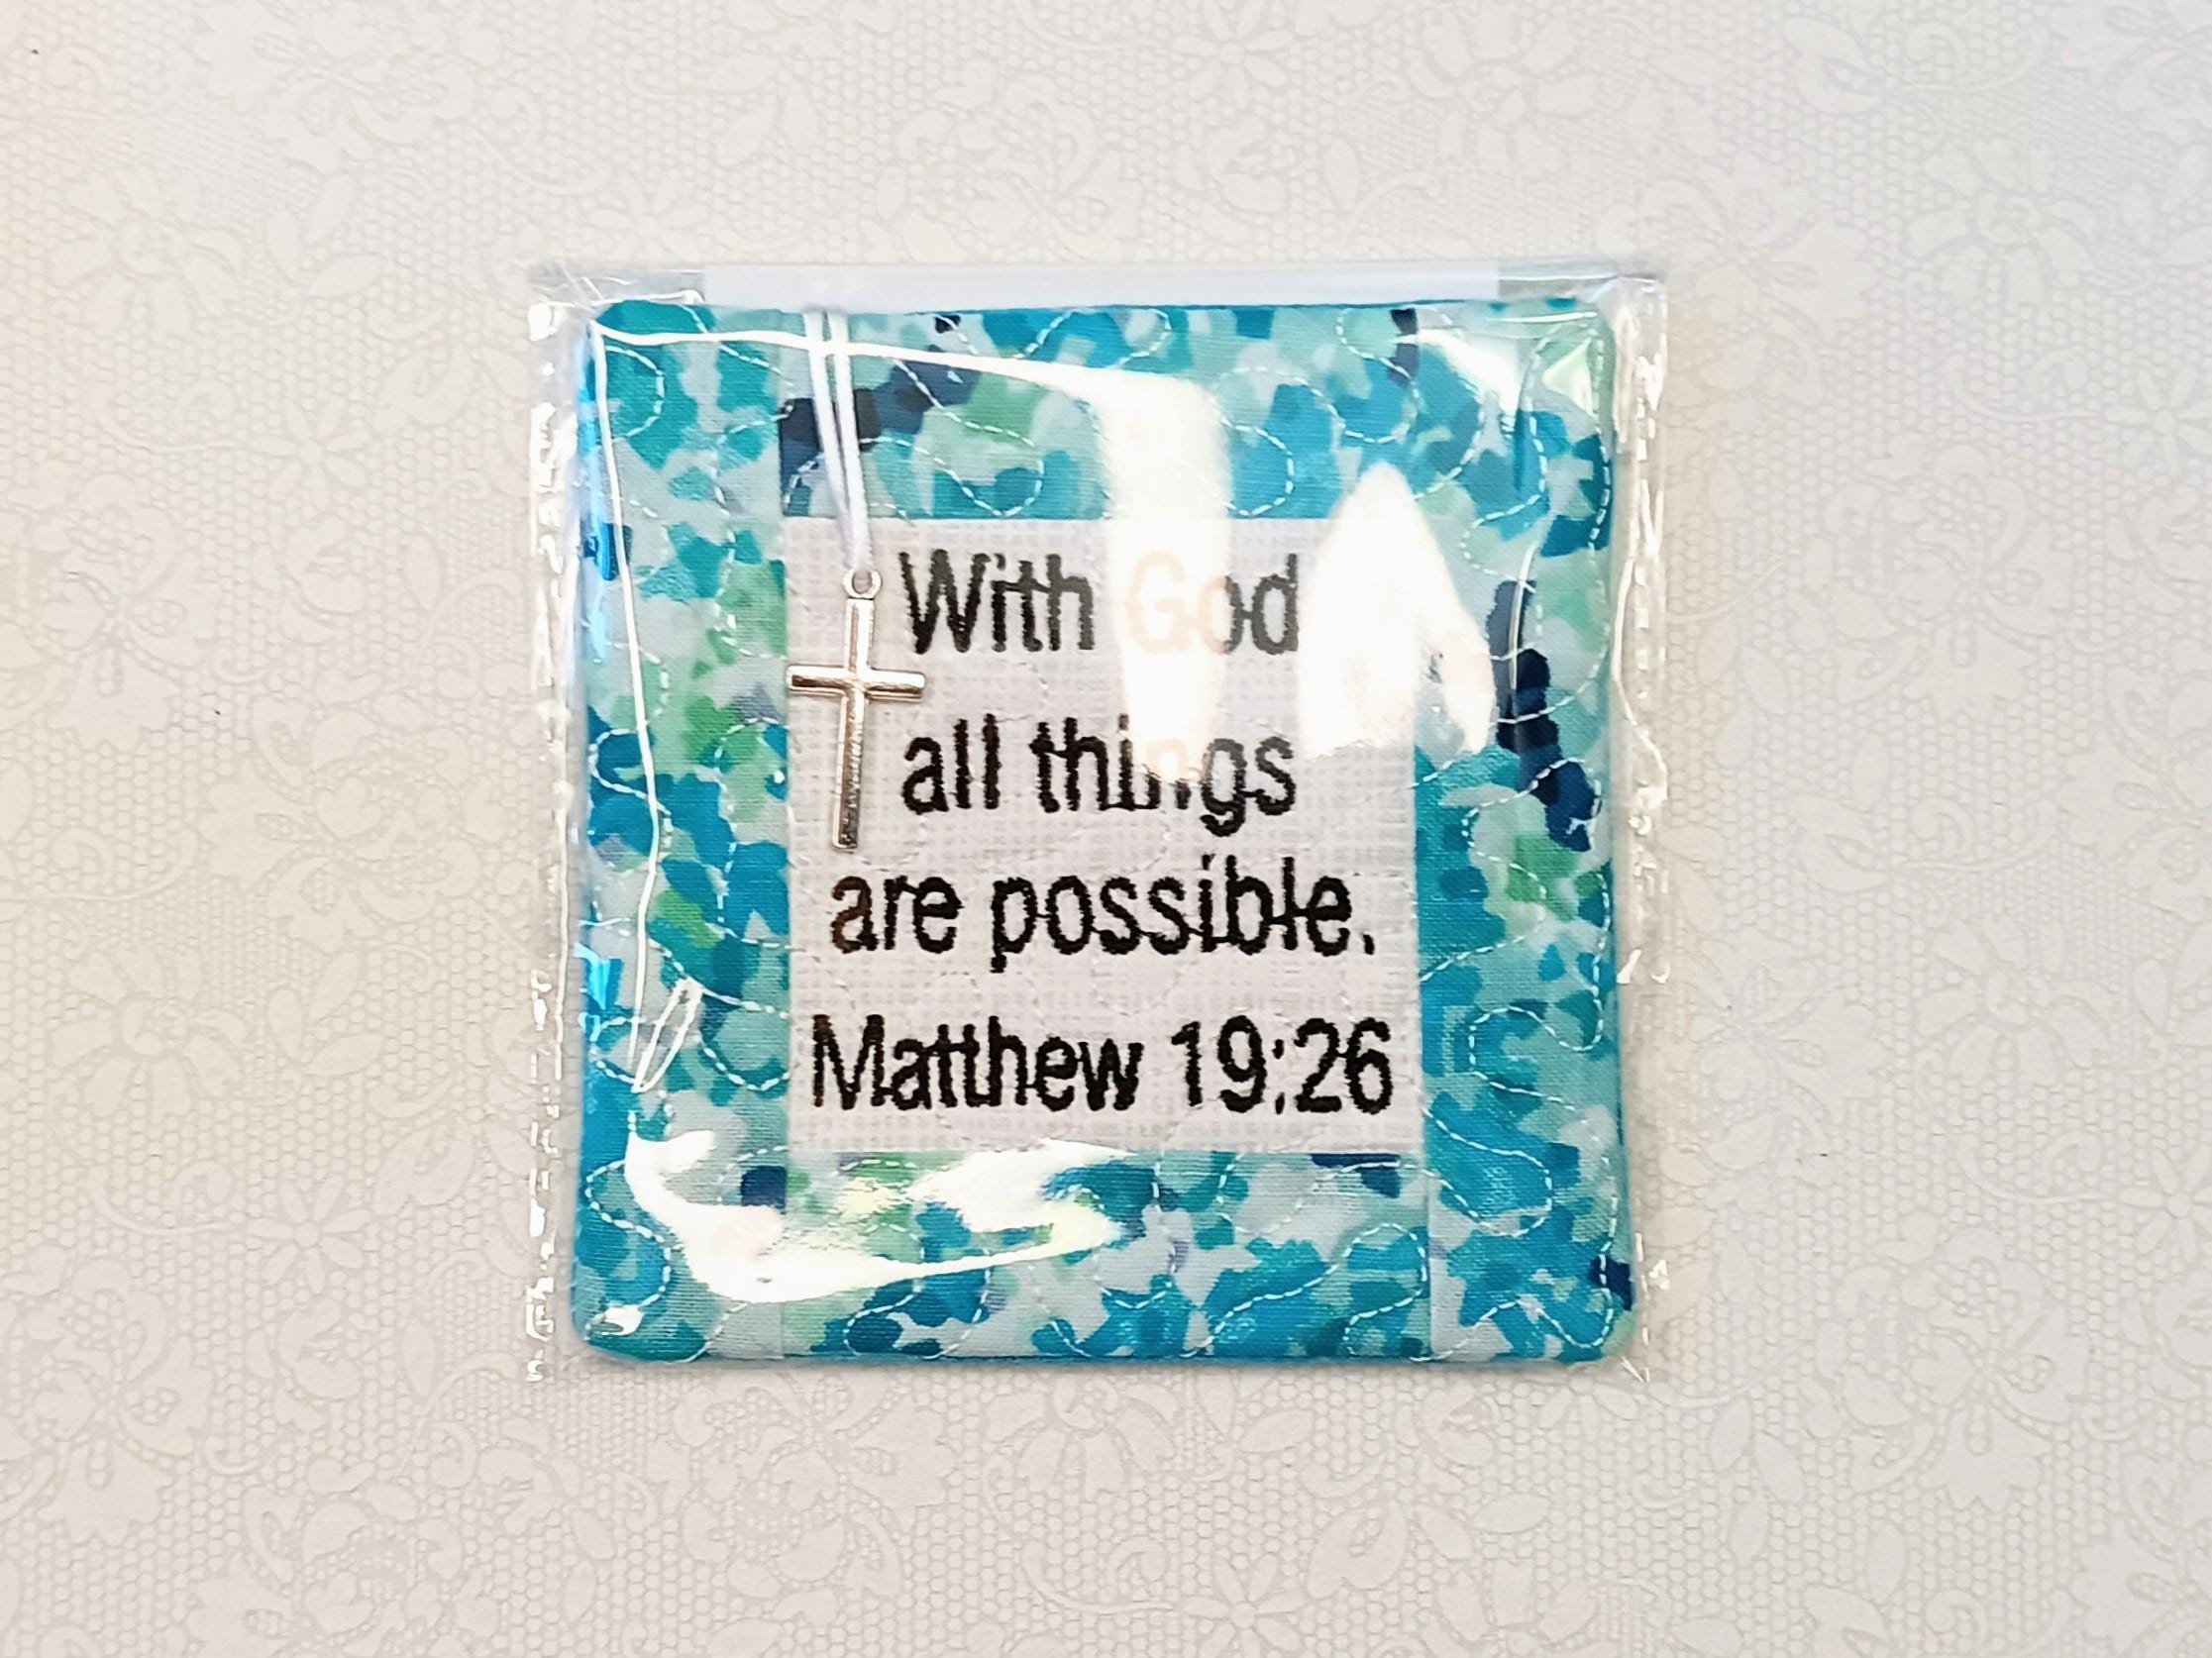 With God
all things
are possible.
Matthew 19:26